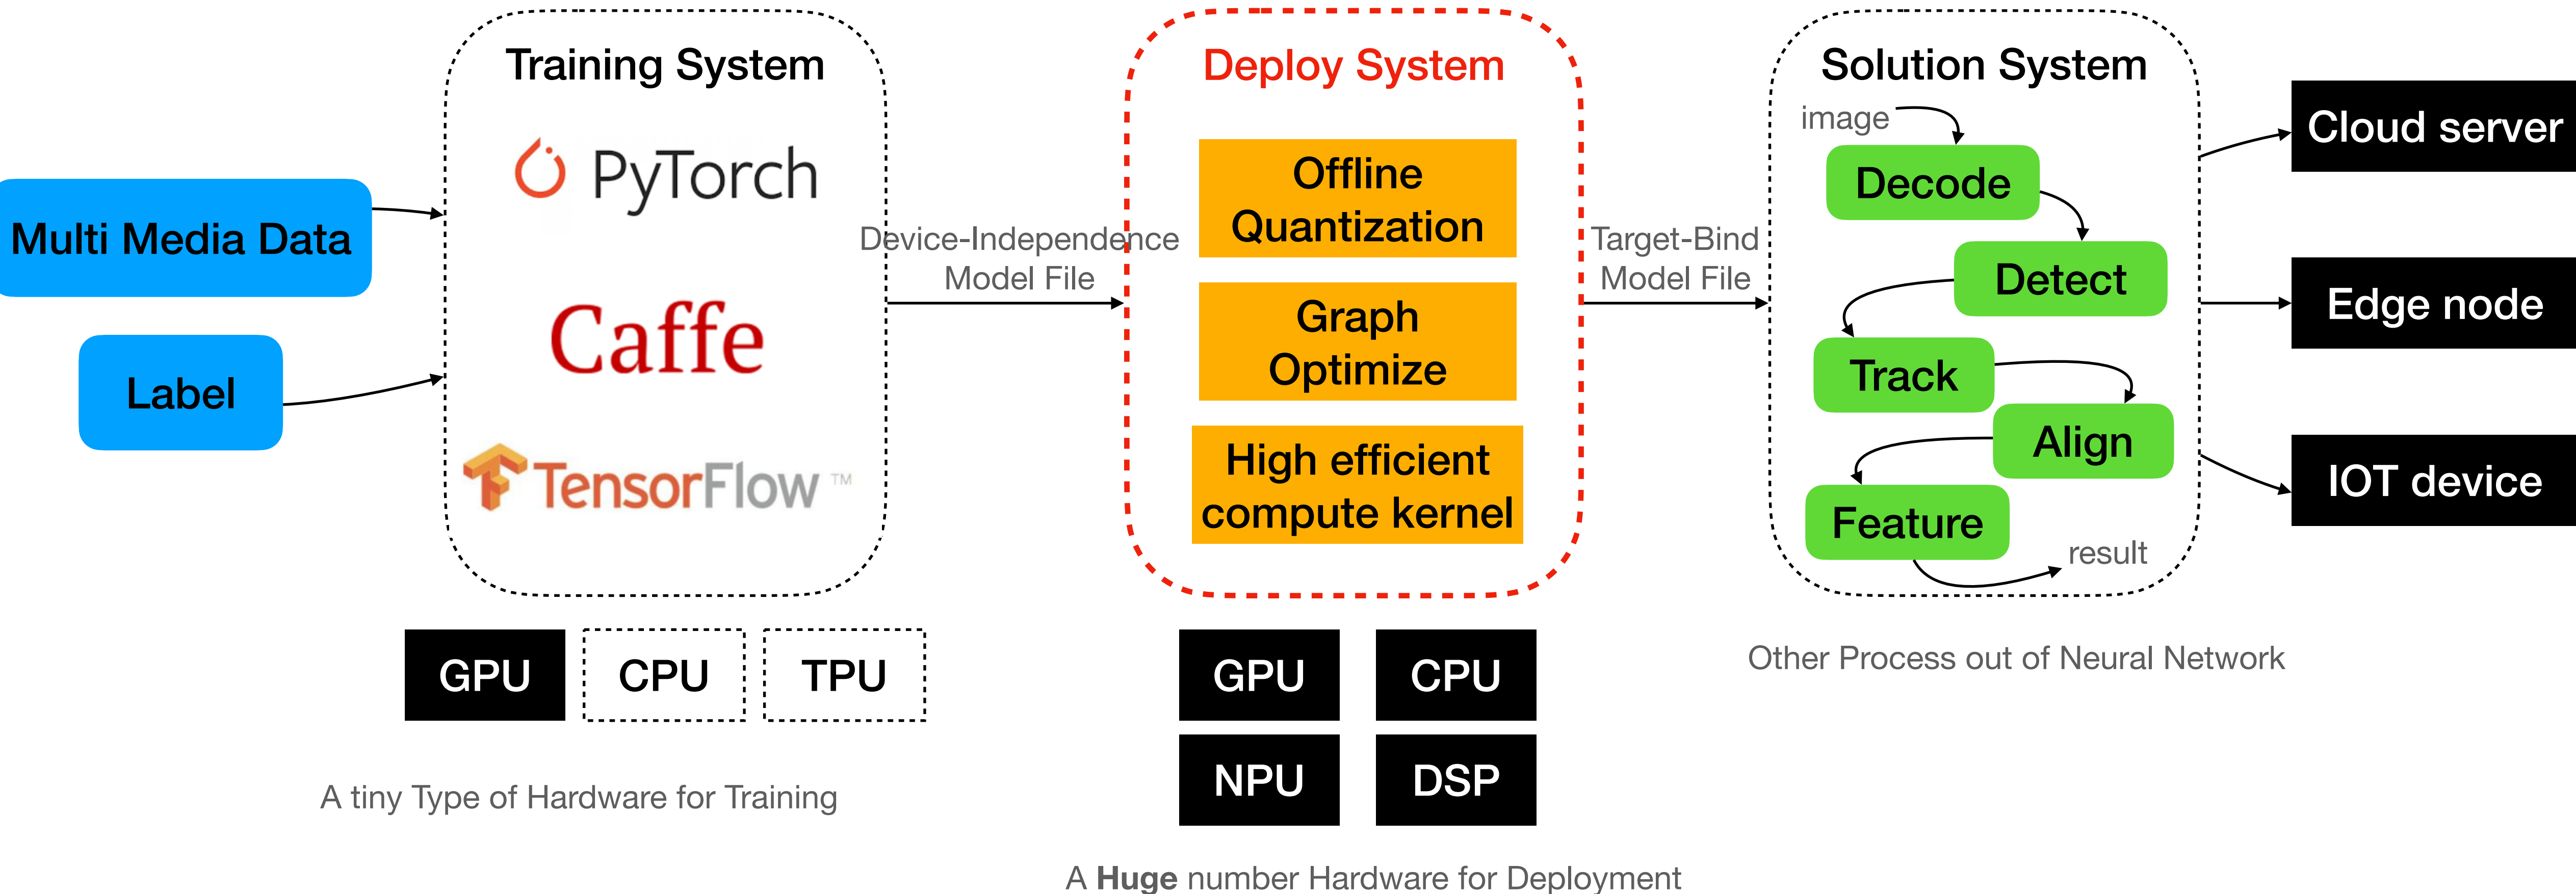 Multi Media Data
Label
Training System
PyTorch
Caffe
TensorFlow ™
GPU
CPU
TPU
A tiny Type of Hardware for Training
Device-Independence
Model File
Deploy System
Offline
Quantization
Graph
Optimize
High efficient
compute kernel
GPU
CPU
NPU
DSP
A Huge number Hardware for Deployment
Target-Bind
Model File
Solution System
image
Decode
Detect
Track
Align
Feature
result
Other Process out of Neural Network
Cloud server
Edge node
IOT device